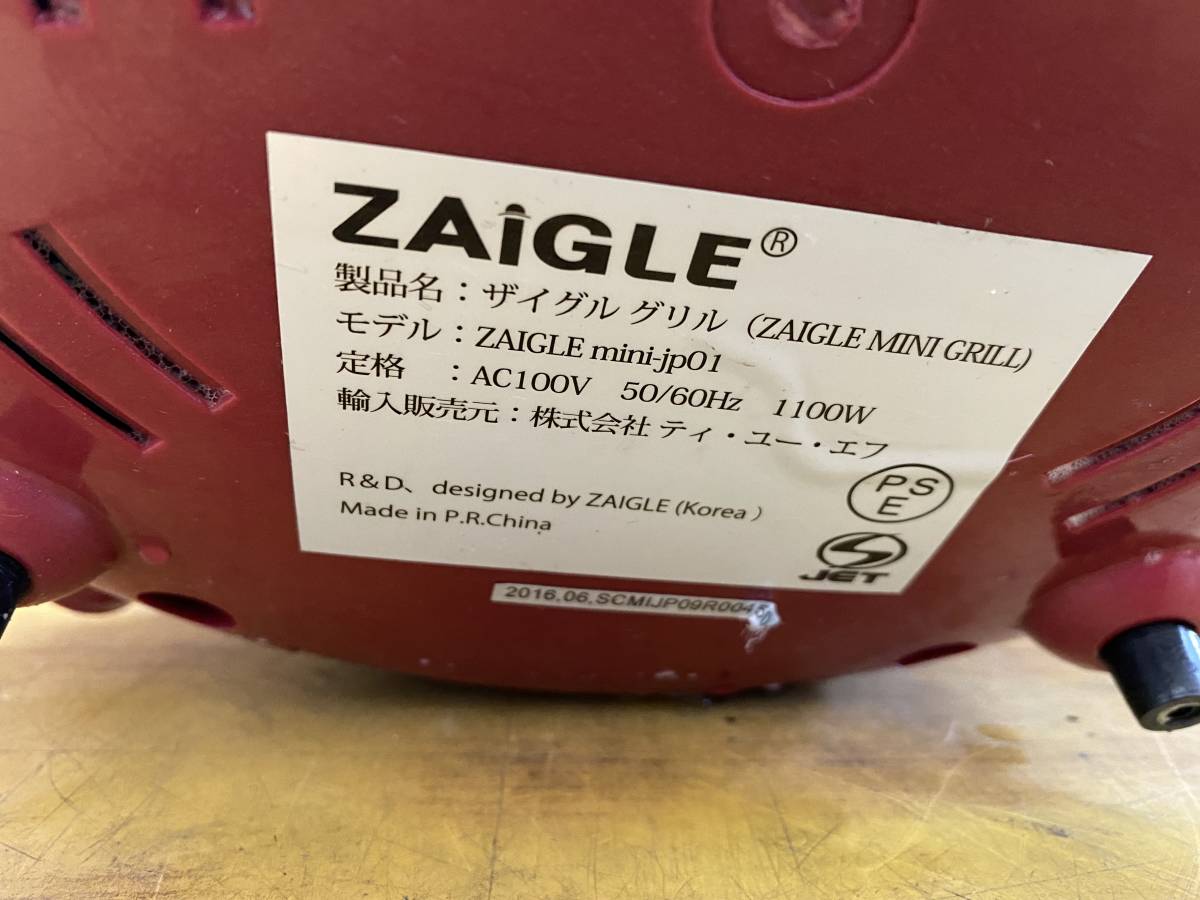 ZAiGLE®
製品名：ザイグル グリル（ZAIGLE MINI GRILL)
モデル：ZAIGLE mini-jp01
定格　：AC100V　50/60Hz　1100W
輸入販売元：株式会社 ティ・ユー・エフ
R & D、 designed by ZAIGLE (Korea )
Made in P.R.China
PSE
JET
2016.06.SCMIJP09R004